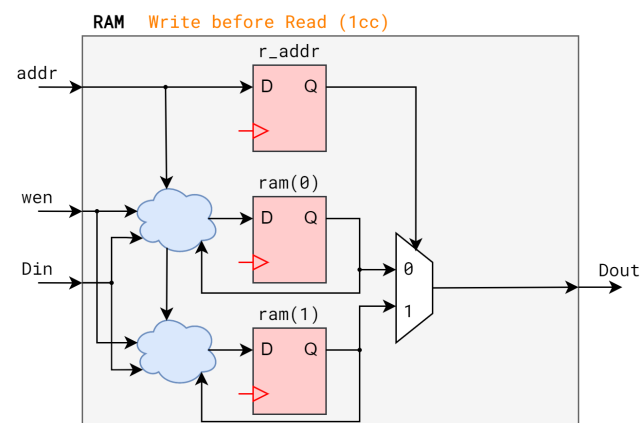 RAM Write before Read (1cc)
r_addr
addr
D Q
ram(0)
wen
D Q
0
Din
Dout
ram(1)
1
D Q